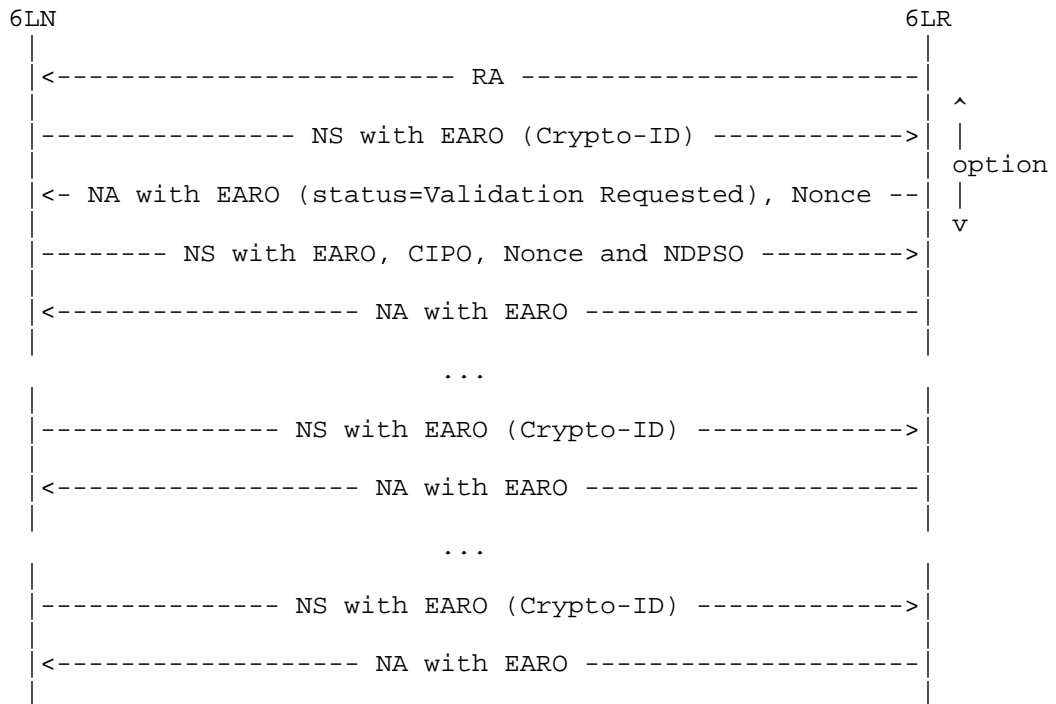 6LN 6LR
<------------------------- RA -------------------------
^
---------------- NS with EARO (Crypto-ID) ------------>
option
<- NA with EARO (status=Validation Requested), Nonce --
v
-------- NS with EARO, CIPO, Nonce and NDPSO --------->
<------------------- NA with EARO ---------------------
...
--------------- NS with EARO (Crypto-ID) ------------->
<------------------- NA with EARO ---------------------
...
--------------- NS with EARO (Crypto-ID) ------------->
<------------------- NA with EARO ---------------------